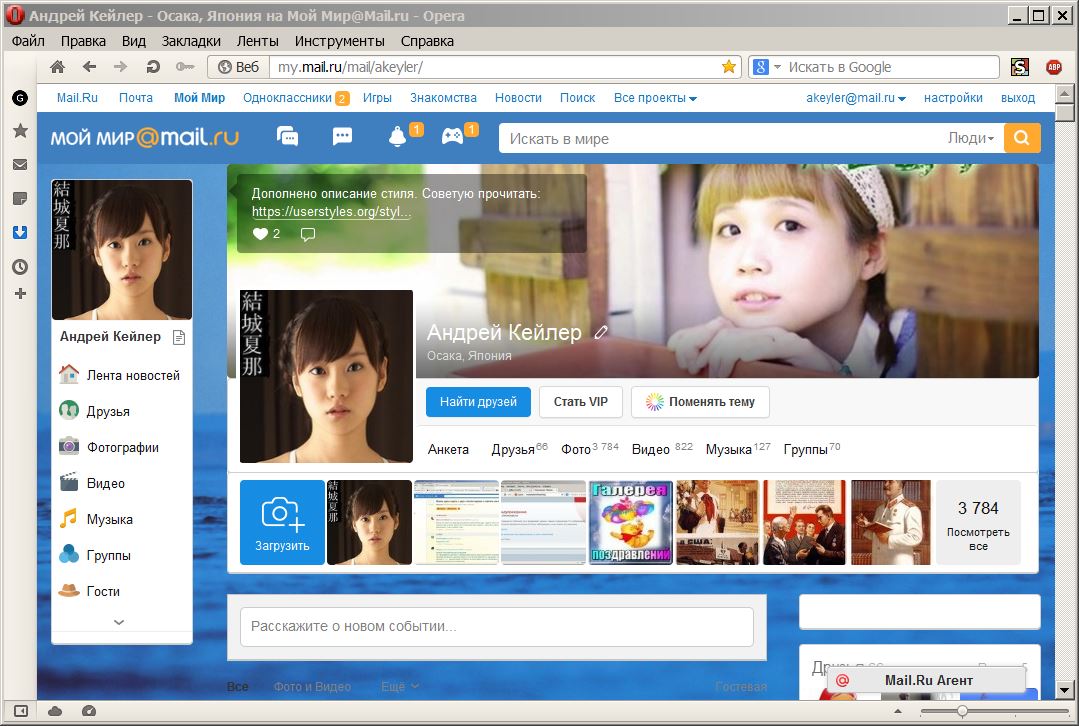 Андрей Кейлер - Осака, Япония на Мой Мир@Mail.ru - Opera
Файл Правка Вид Закладки Ленты Инструменты Справка
Веб my.mail.ru/mail/akeyler/ Искать в Google ABP
Mail.Ru Почта Мой Мир Одноклассники 2 Игры Знакомства Новости Поиск Все проекты akeyler@mail.ru настройки выход
мой мир@mail.ru 1 1 Искать в мире Люди
結城夏那
Андрей Кейлер
Лента новостей
Друзья
Фотографии
Видео
Музыка
Группы
Гости
Дополнено описание стиля. Советую прочитать:
https://userstyles.org/styl...
2
結城夏那
Андрей Кейлер
Осака, Япония
Найти друзей Стать VIP Поменять тему
Анкета Друзья 66 Фото 3 784 Видео 822 Музыка 127 Группы 70
Загрузить
結城夏那
Галерея
поздравлений
в США:
3 784
Посмотреть
все
Расскажите о новом событии...
Все Фото и Видео Ещё Гостевая
Друзья 66
Mail.Ru Агент